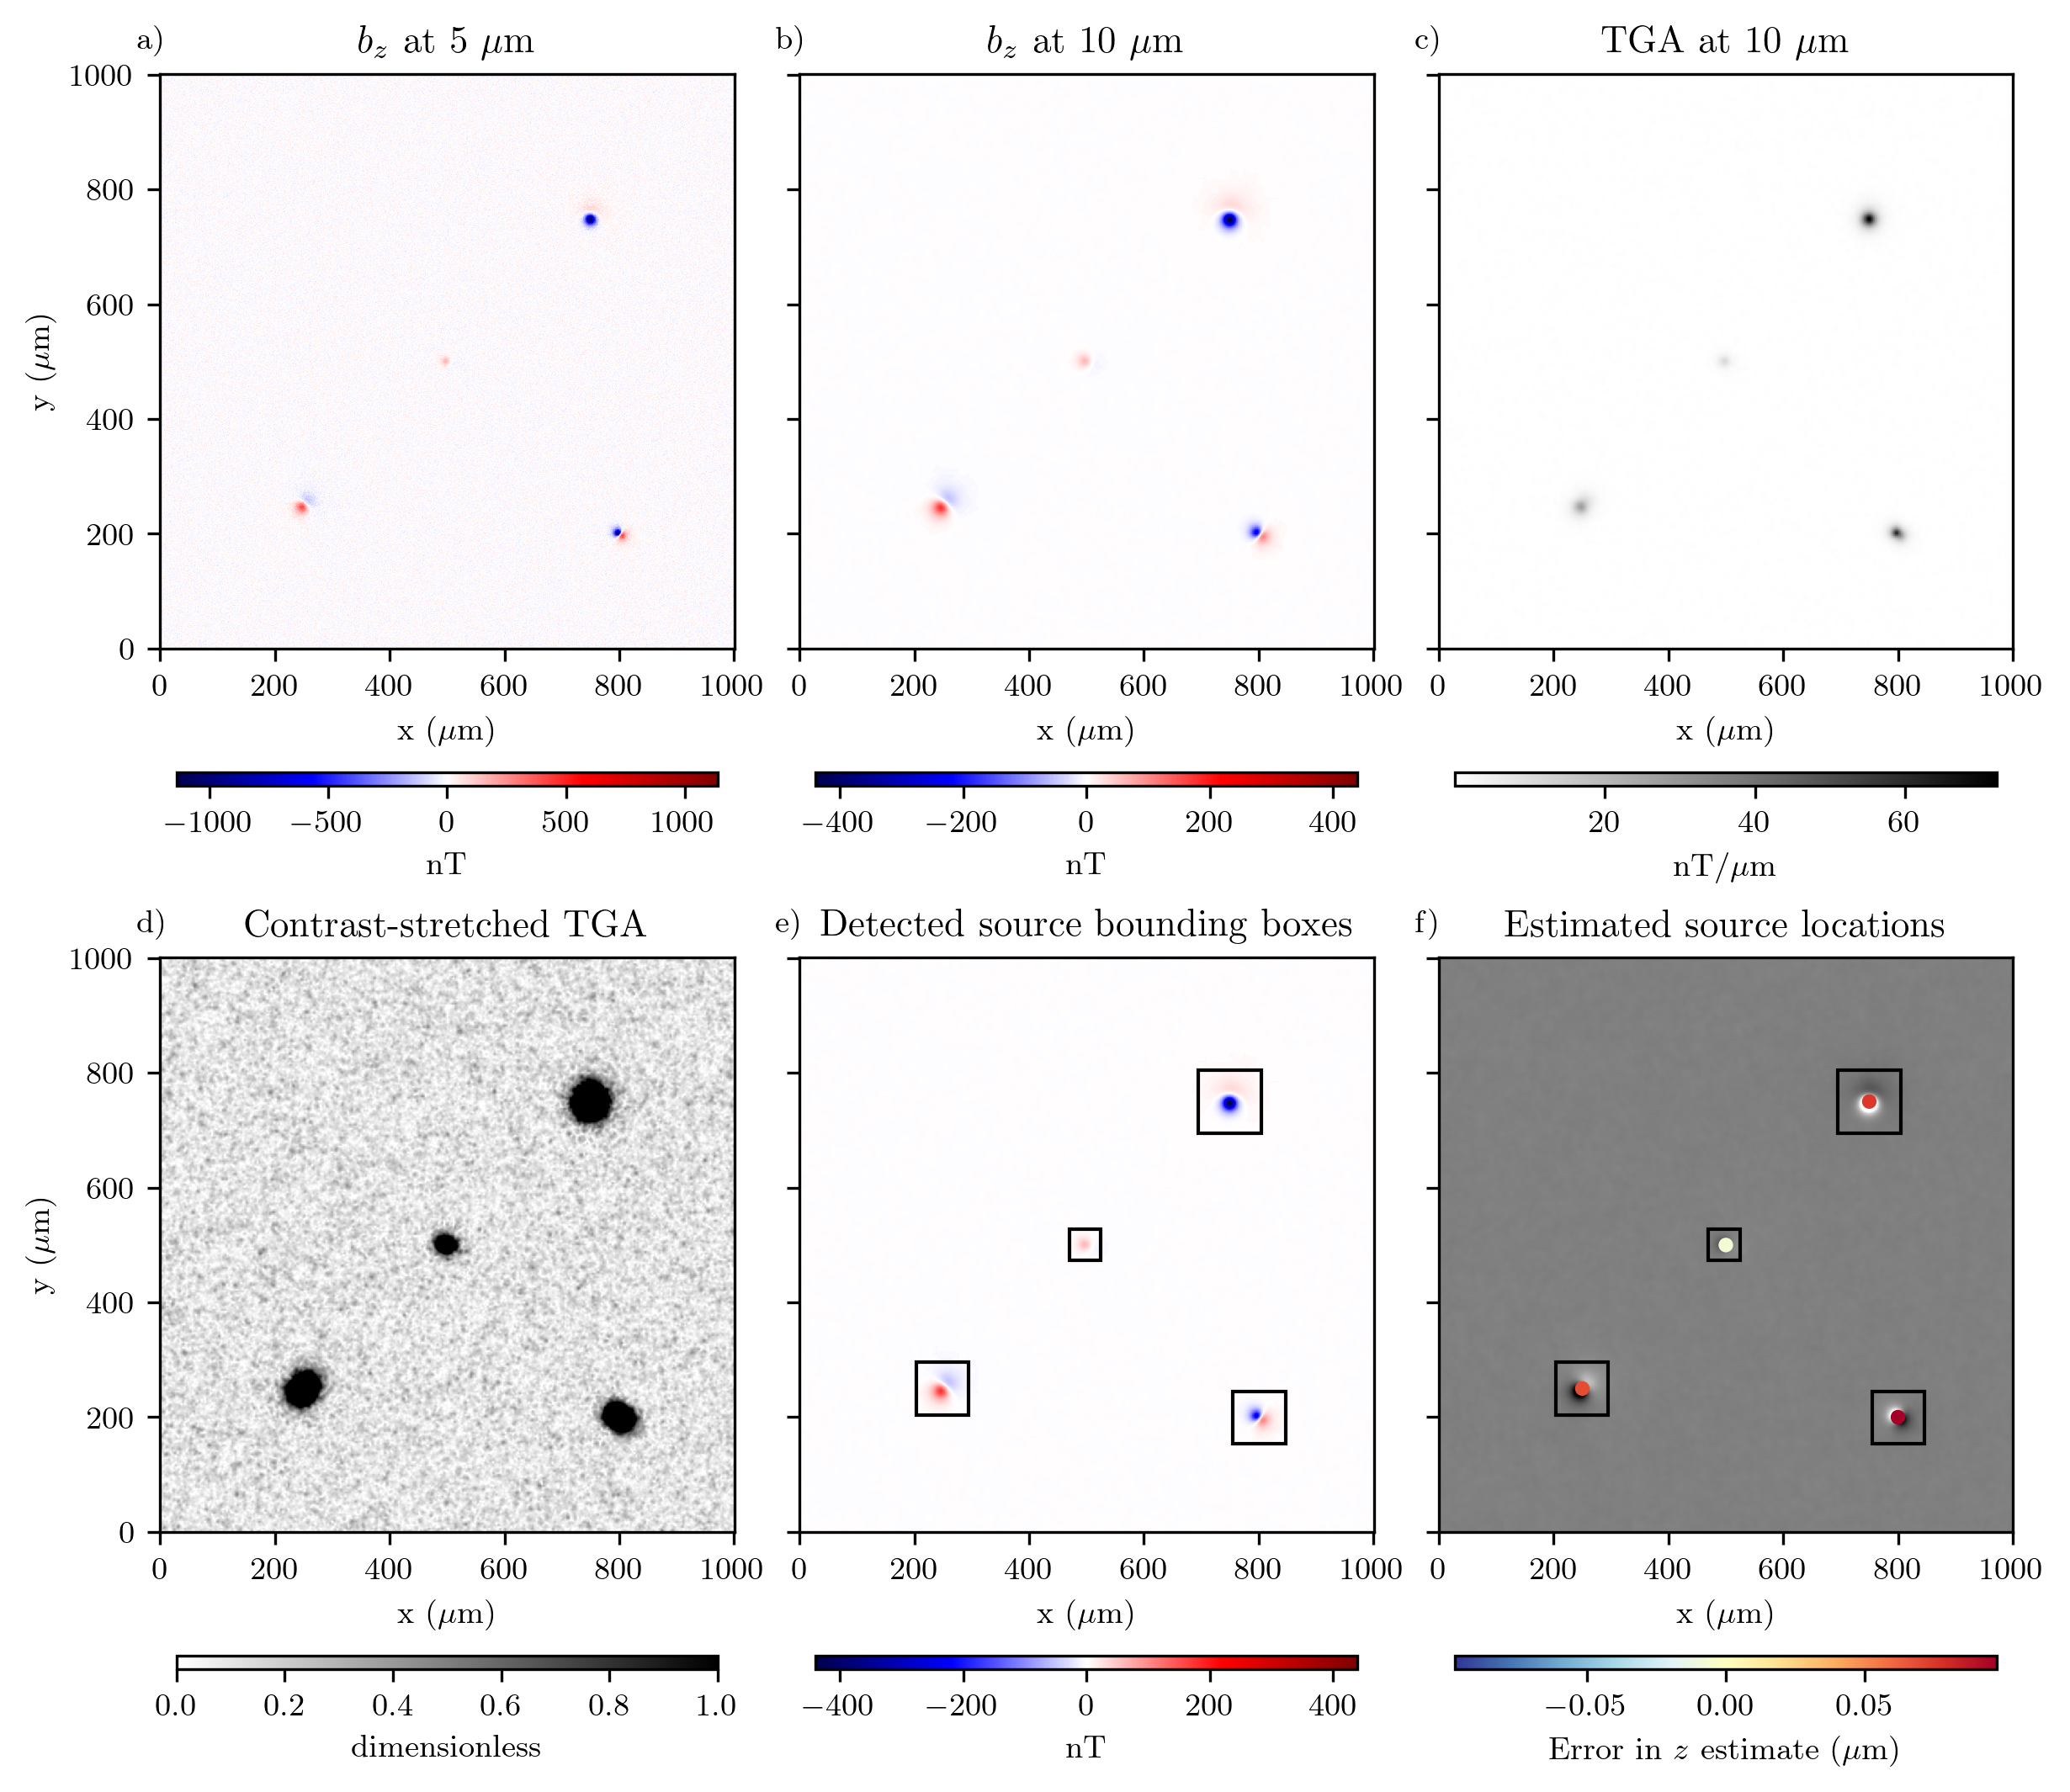 a) b_z at 5 μm
b) b_z at 10 μm
c) TGA at 10 μm
1000
800
600
400
200
0
y (μm)
0 200 400 600 800 1000
0 200 400 600 800 1000
0 200 400 600 800 1000
x (μm)
x (μm)
x (μm)
−1000 −500 0 500 1000
−400 −200 0 200 400
20 40 60
nT
nT
nT/μm
d) Contrast-stretched TGA
e) Detected source bounding boxes
f) Estimated source locations
1000
800
600
400
200
0
y (μm)
0 200 400 600 800 1000
0 200 400 600 800 1000
0 200 400 600 800 1000
x (μm)
x (μm)
x (μm)
0.0 0.2 0.4 0.6 0.8 1.0
−400 −200 0 200 400
−0.05 0.00 0.05
dimensionless
nT
Error in z estimate (μm)